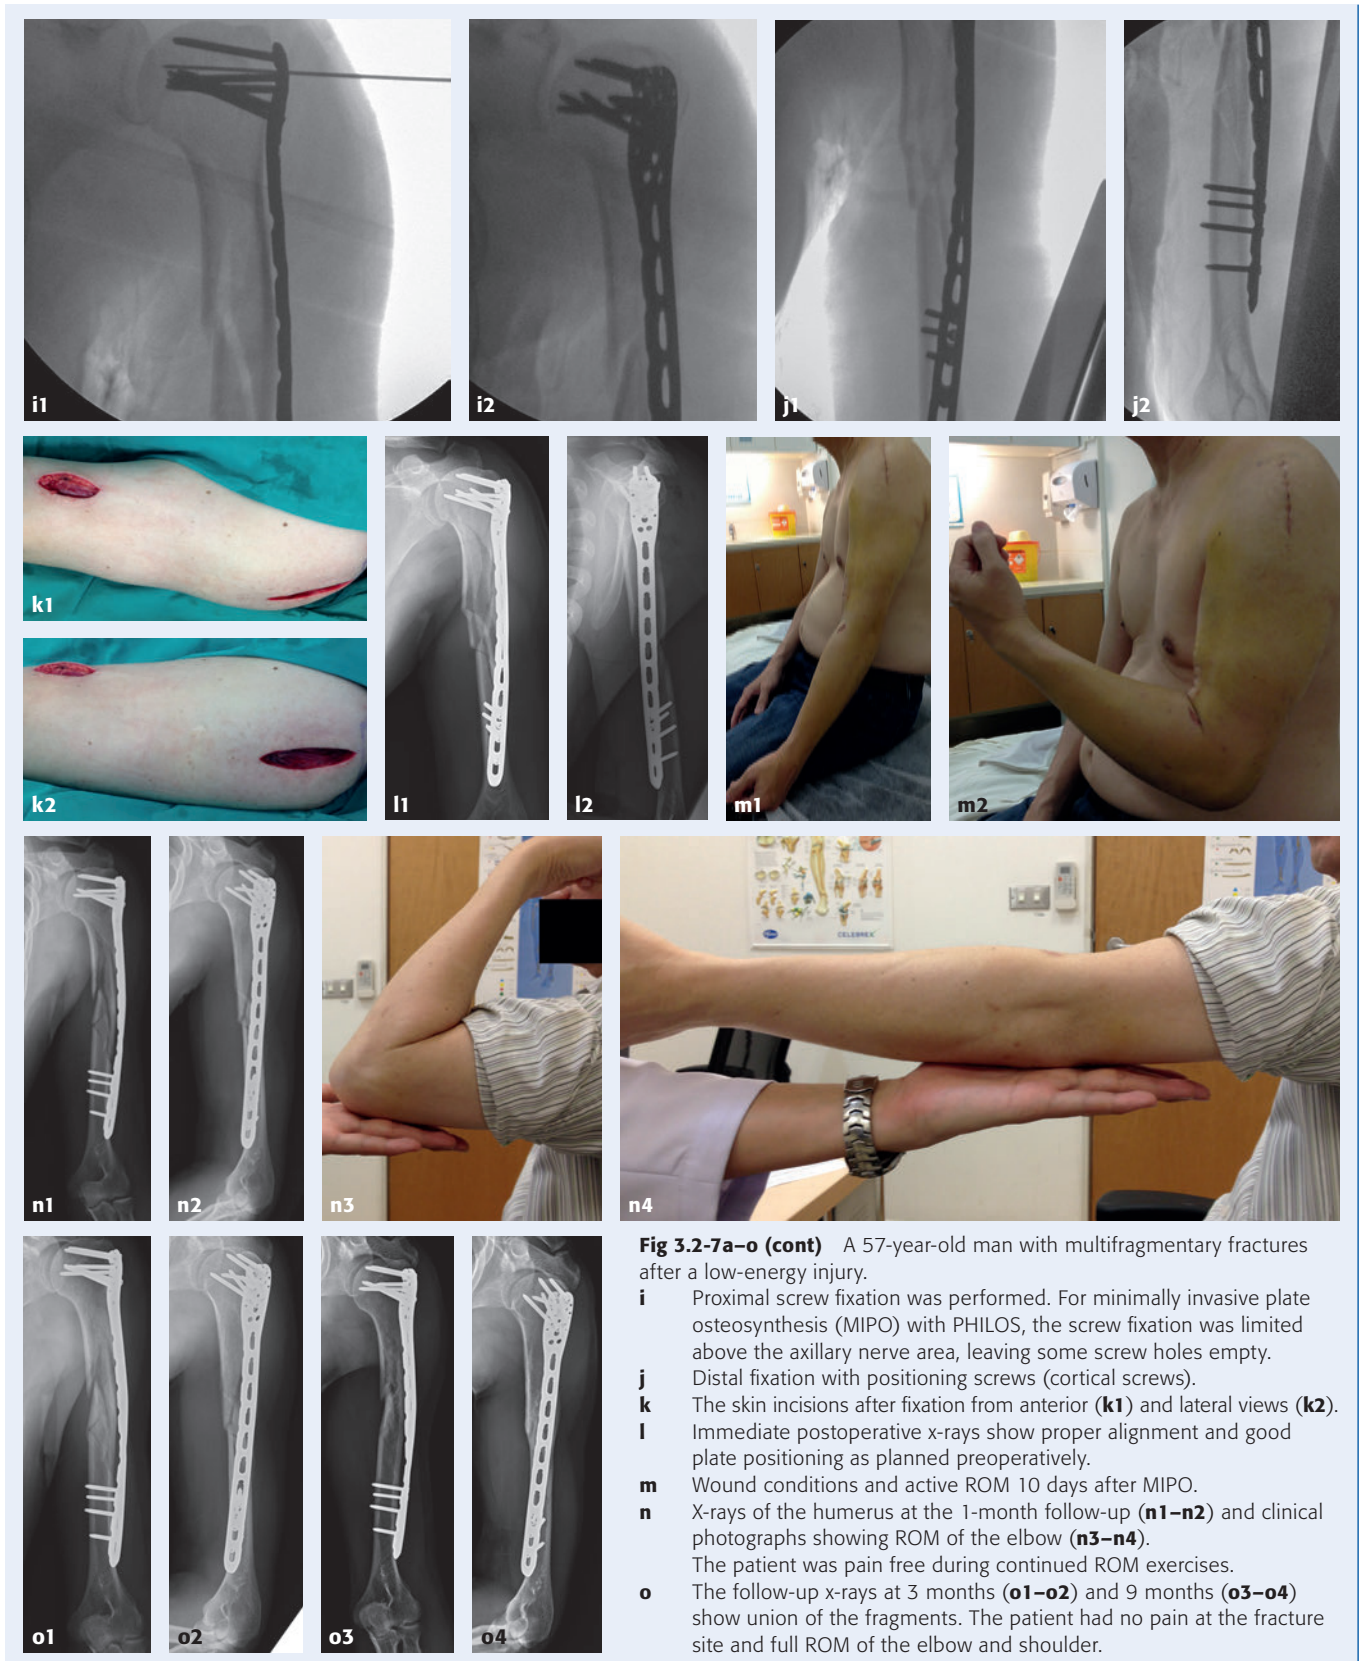 i1
i2
j1
j2
k1
k2
l1
l2
m1
m2
n1
n2
n3
CELEBREX
n4
o1
o2
o3
o4
Fig 3.2-7a–o (cont) A 57-year-old man with multifragmentary fractures
after a low-energy injury.
i Proximal screw fixation was performed. For minimally invasive plate
osteosynthesis (MIPO) with PHILOS, the screw fixation was limited
above the axillary nerve area, leaving some screw holes empty.
j Distal fixation with positioning screws (cortical screws).
k The skin incisions after fixation from anterior (k1) and lateral views (k2).
l Immediate postoperative x-rays show proper alignment and good
plate positioning as planned preoperatively.
m Wound conditions and active ROM 10 days after MIPO.
n X-rays of the humerus at the 1-month follow-up (n1–n2) and clinical
photographs showing ROM of the elbow (n3–n4).
The patient was pain free during continued ROM exercises.
o The follow-up x-rays at 3 months (o1–o2) and 9 months (o3–o4)
show union of the fragments. The patient had no pain at the fracture
site and full ROM of the elbow and shoulder.